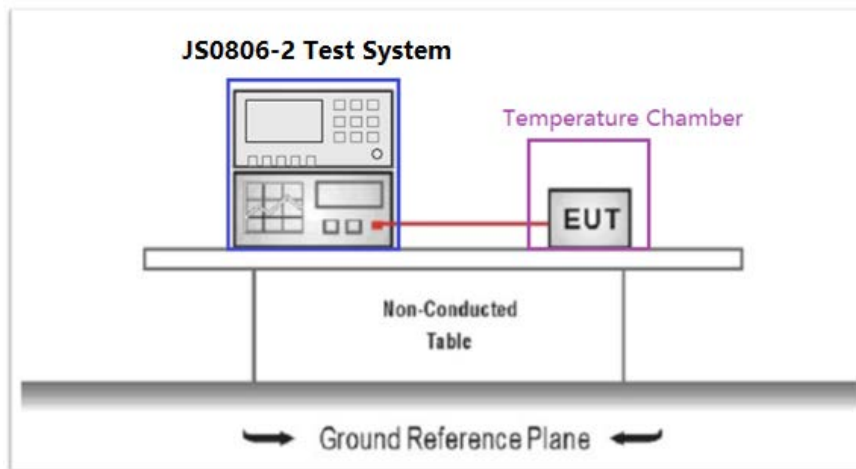 JS0806-2 Test System
Temperature Chamber
EUT
Non-Conducted
Table
Ground Reference Plane